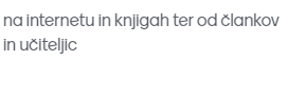 na internetu in knjigah ter od člankov
in učiteljic